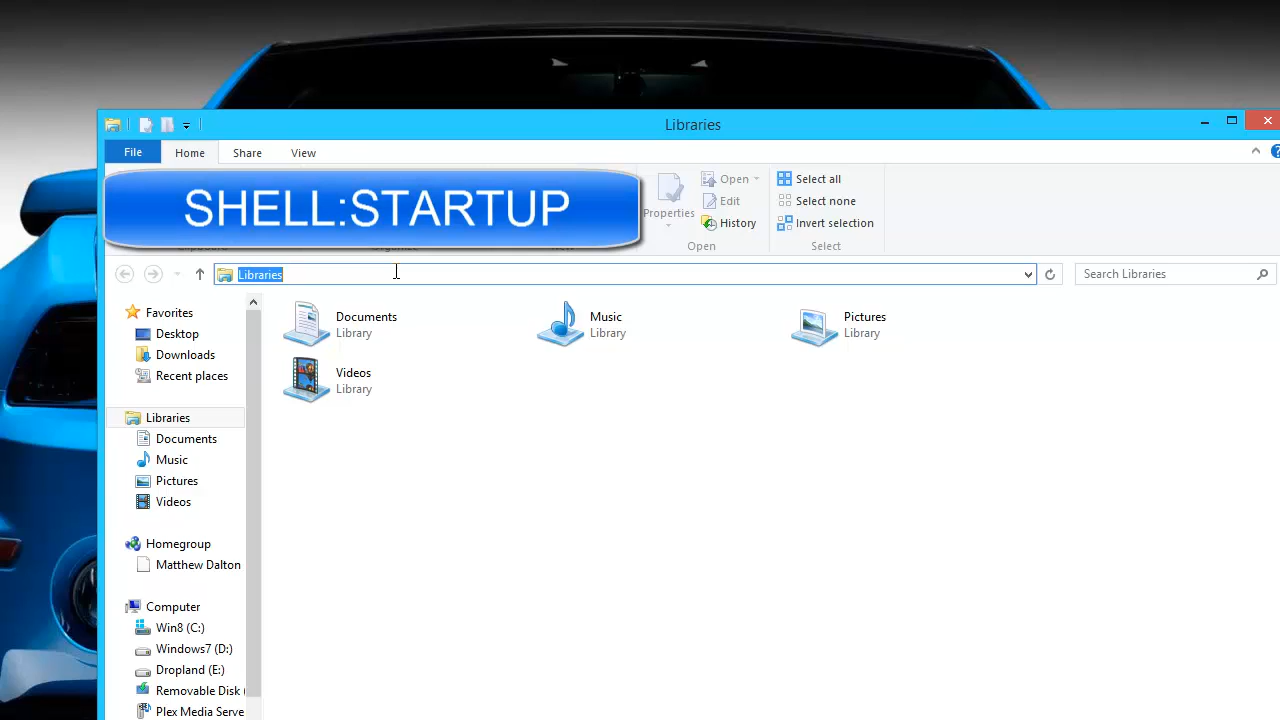 Libraries
File Home Share View
SHELL:STARTUP
Properties
Open
Edit
History
Open
Select all
Select none
Invert selection
Select
Libraries
Search Libraries
Favorites
Desktop
Downloads
Recent places
Libraries
Documents
Music
Pictures
Videos
Homegroup
Matthew Dalton
Computer
Win8 (C:)
Windows7 (D:)
Dropland (E:)
Removable Disk (
Plex Media Serve
Documents
Library
Music
Library
Pictures
Library
Videos
Library